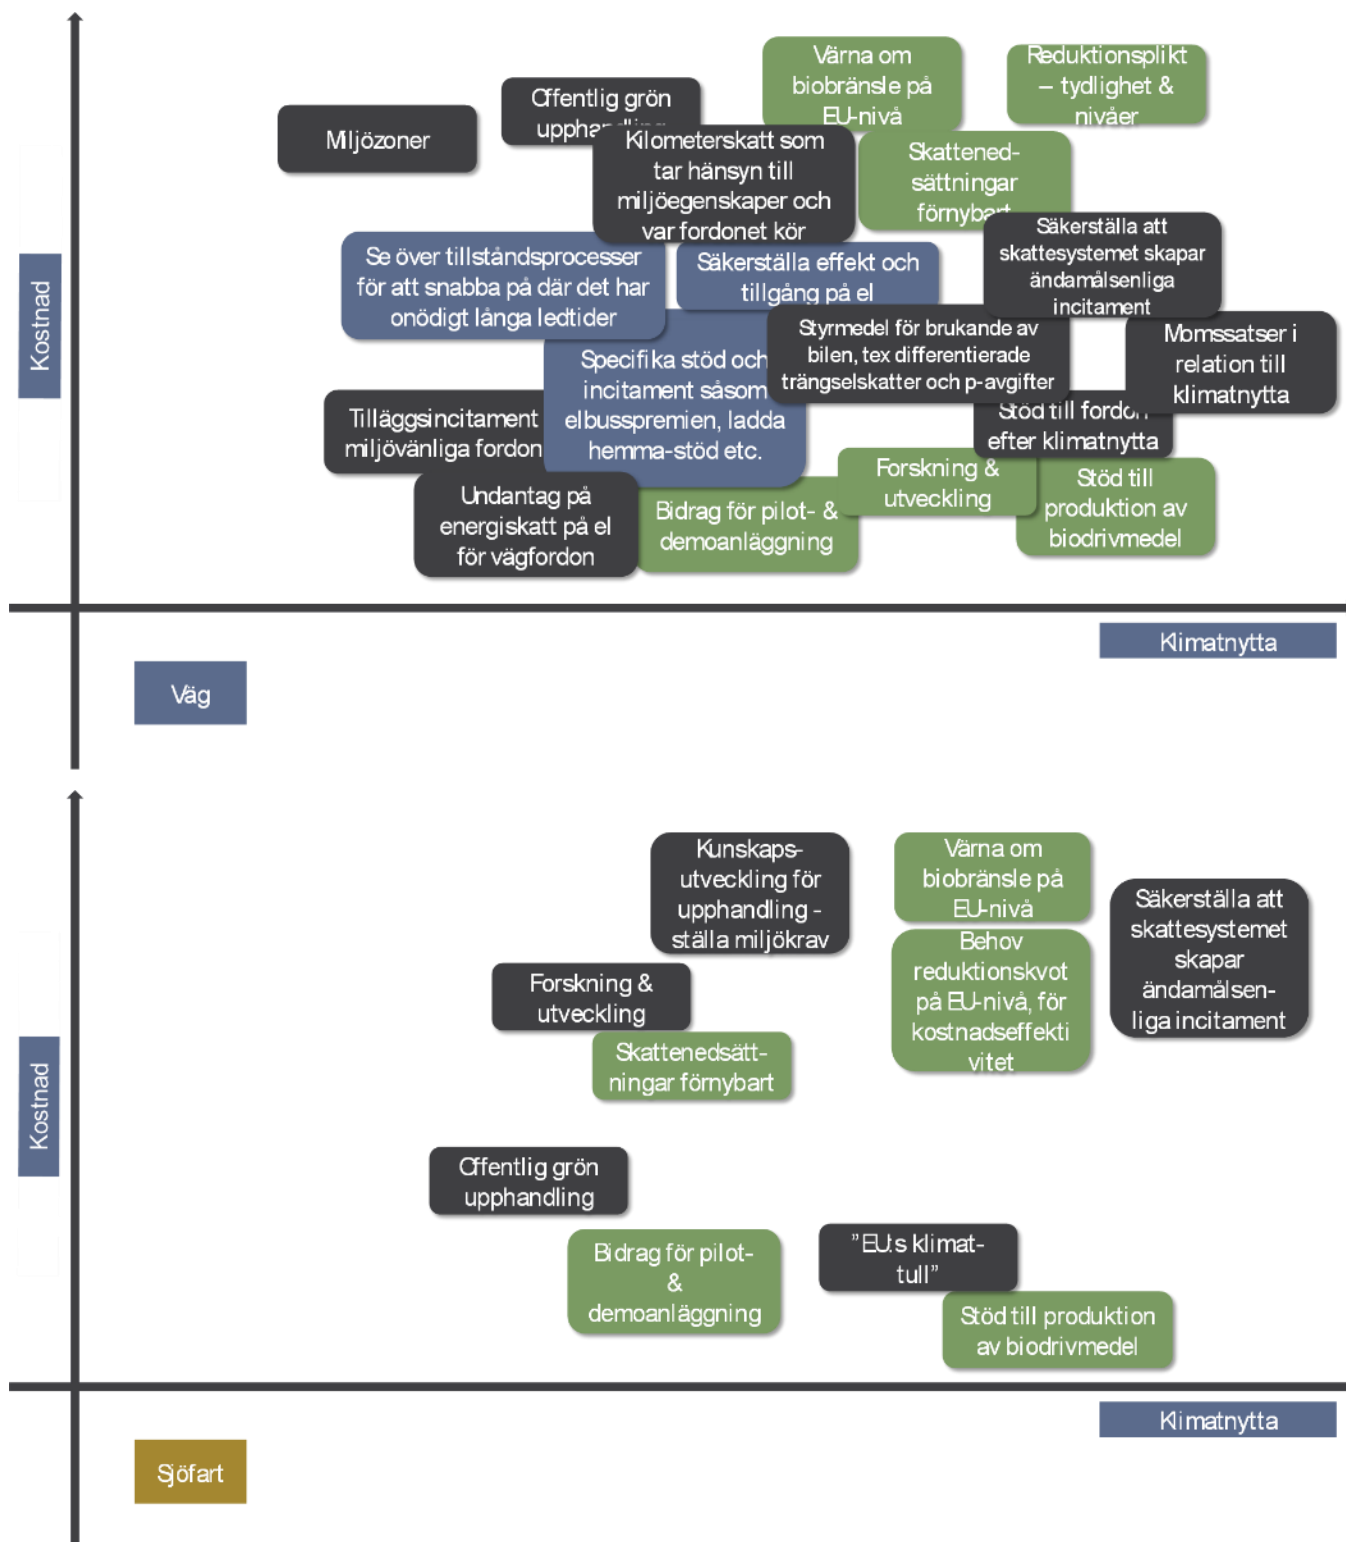 Värna om
biobränsle på
EU-nivå
Reduktionsplikt
– tydlighet &
nivåer
Offentlig grön
upphandling
Miljözoner
Kilometerskatt som
tar hänsyn till
miljöegenskaper och
var fordonet kör
Skattened-
sättningar
förnybart
Säkerställa att
skattesystemet skapar
ändamålsenliga
incitament
Se över tillståndsprocesser
för att snabba på där det har
onödigt långa ledtider
Säkerställa effekt och
tillgång på el
Kostnad
Styrmedel för brukande av
bilen, tex differentierade
trängselskatter och p-avgifter
Momssatser i
relation till
klimatnytta
Specifika stöd och
incitament såsom
elbusspremien, ladda
hemma-stöd etc.
Tilläggsincitament
miljövänliga fordon
Stöd till fordon
efter klimatnytta
Forskning &
utveckling
Stöd till
produktion av
biodrivmedel
Undantag på
energiskatt på el
för vägfordon
Bidrag för pilot- &
demoanläggning
Klimatnytta
Väg
Kunskaps-
utveckling för
upphandling -
ställa miljökrav
Värna om
biobränsle på
EU-nivå
Säkerställa att
skattesystemet
skapar
ändamålsen-
liga incitament
Behov
reduktionskvot
på EU-nivå, för
kostnadseffekti
vitet
Forskning &
utveckling
Skattenedsätt-
ningar förnybart
Kostnad
Offentlig grön
upphandling
Bidrag för pilot-
&
demoanläggning
”EU:s klimat-
tull”
Stöd till produktion
av biodrivmedel
Klimatnytta
Sjöfart